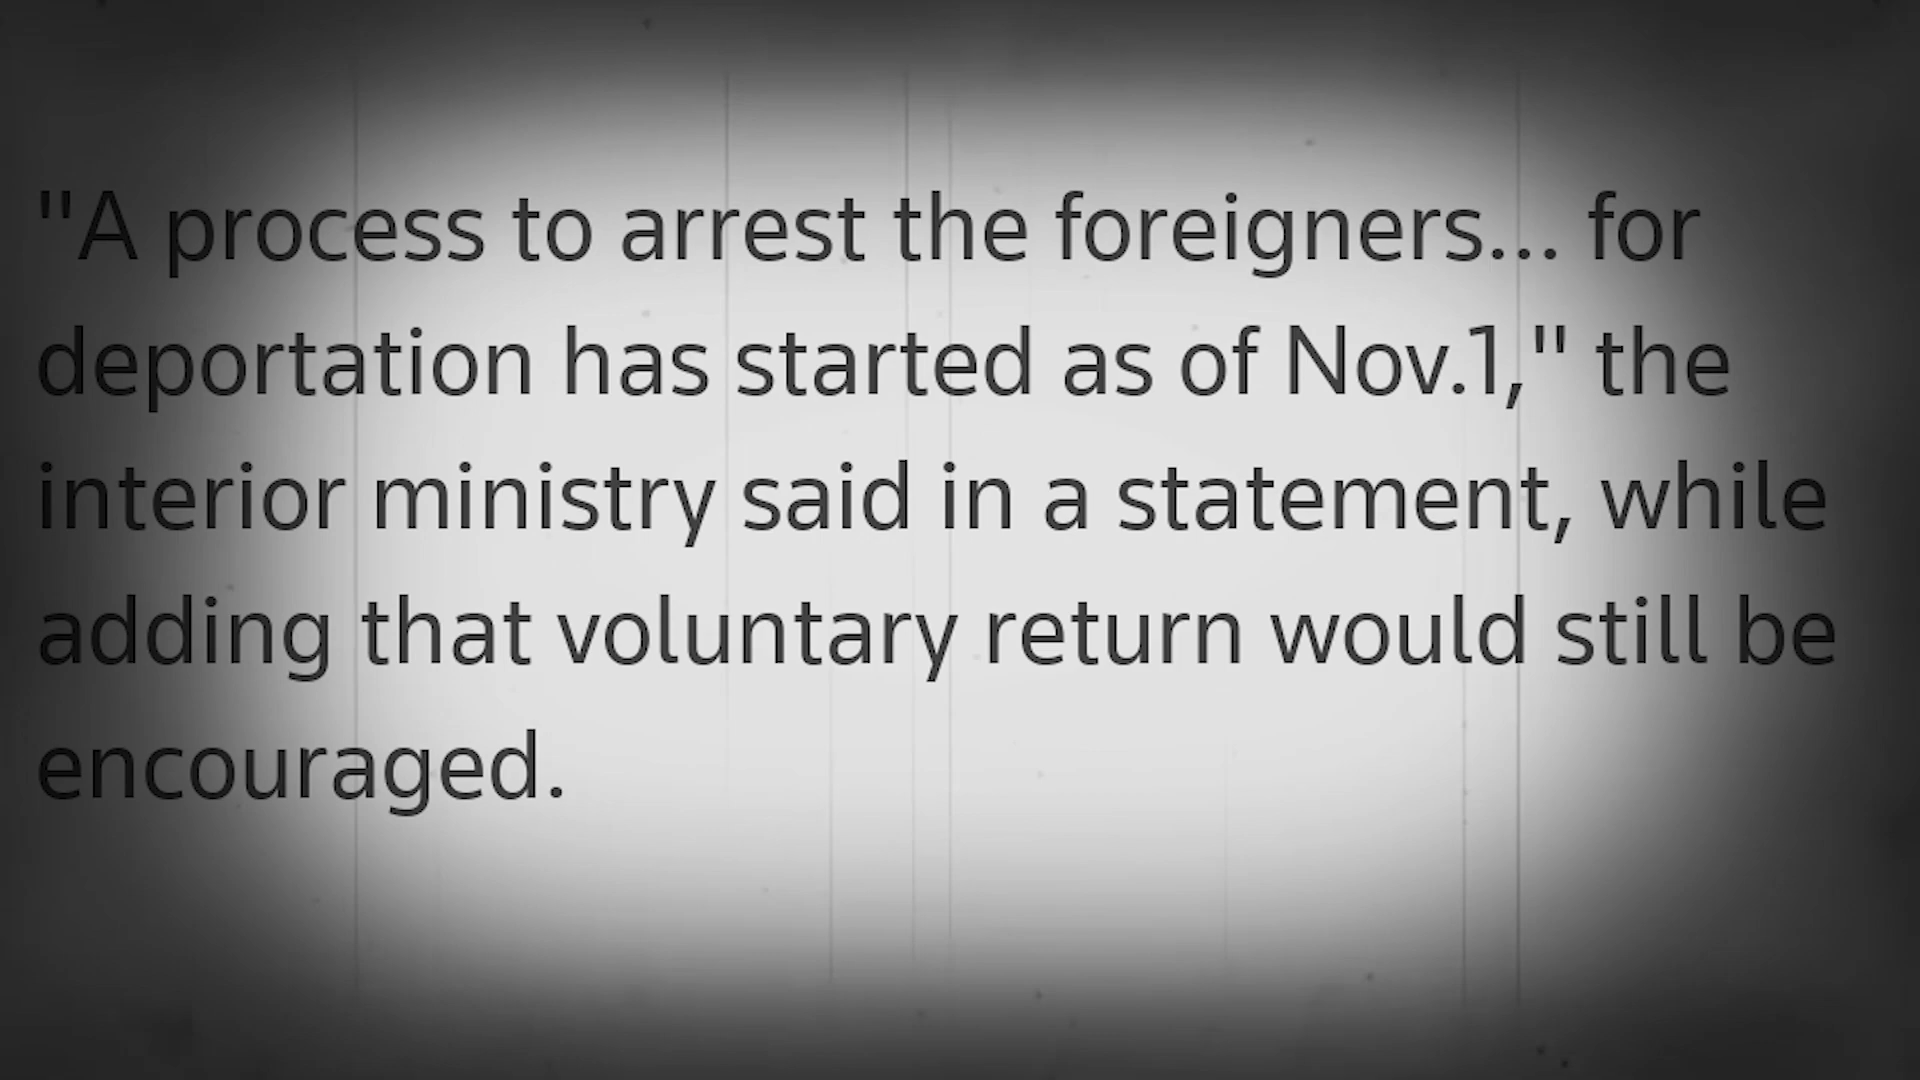 "A process to arrest the foreigners... for
deportation has started as of Nov.1," the
interior ministry said in a statement, while
adding that voluntary return would still be
encouraged.